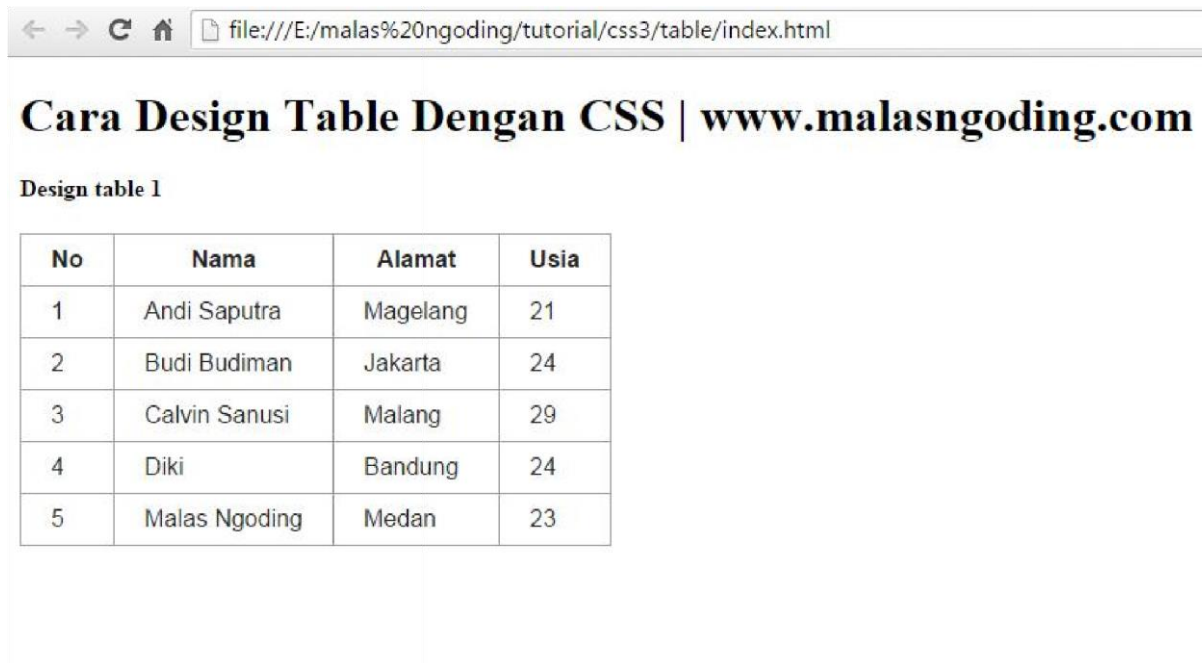 file:///E:/malas%20ngoding/tutorial/css3/table/index.html
Cara Design Table Dengan CSS | www.malasngoding.com
Design table 1
No Nama Alamat Usia
1 Andi Saputra Magelang 21
2 Budi Budiman Jakarta 24
3 Calvin Sanusi Malang 29
4 Diki Bandung 24
5 Malas Ngoding Medan 23